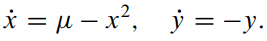 ẋ = μ − x², ẏ = −y.